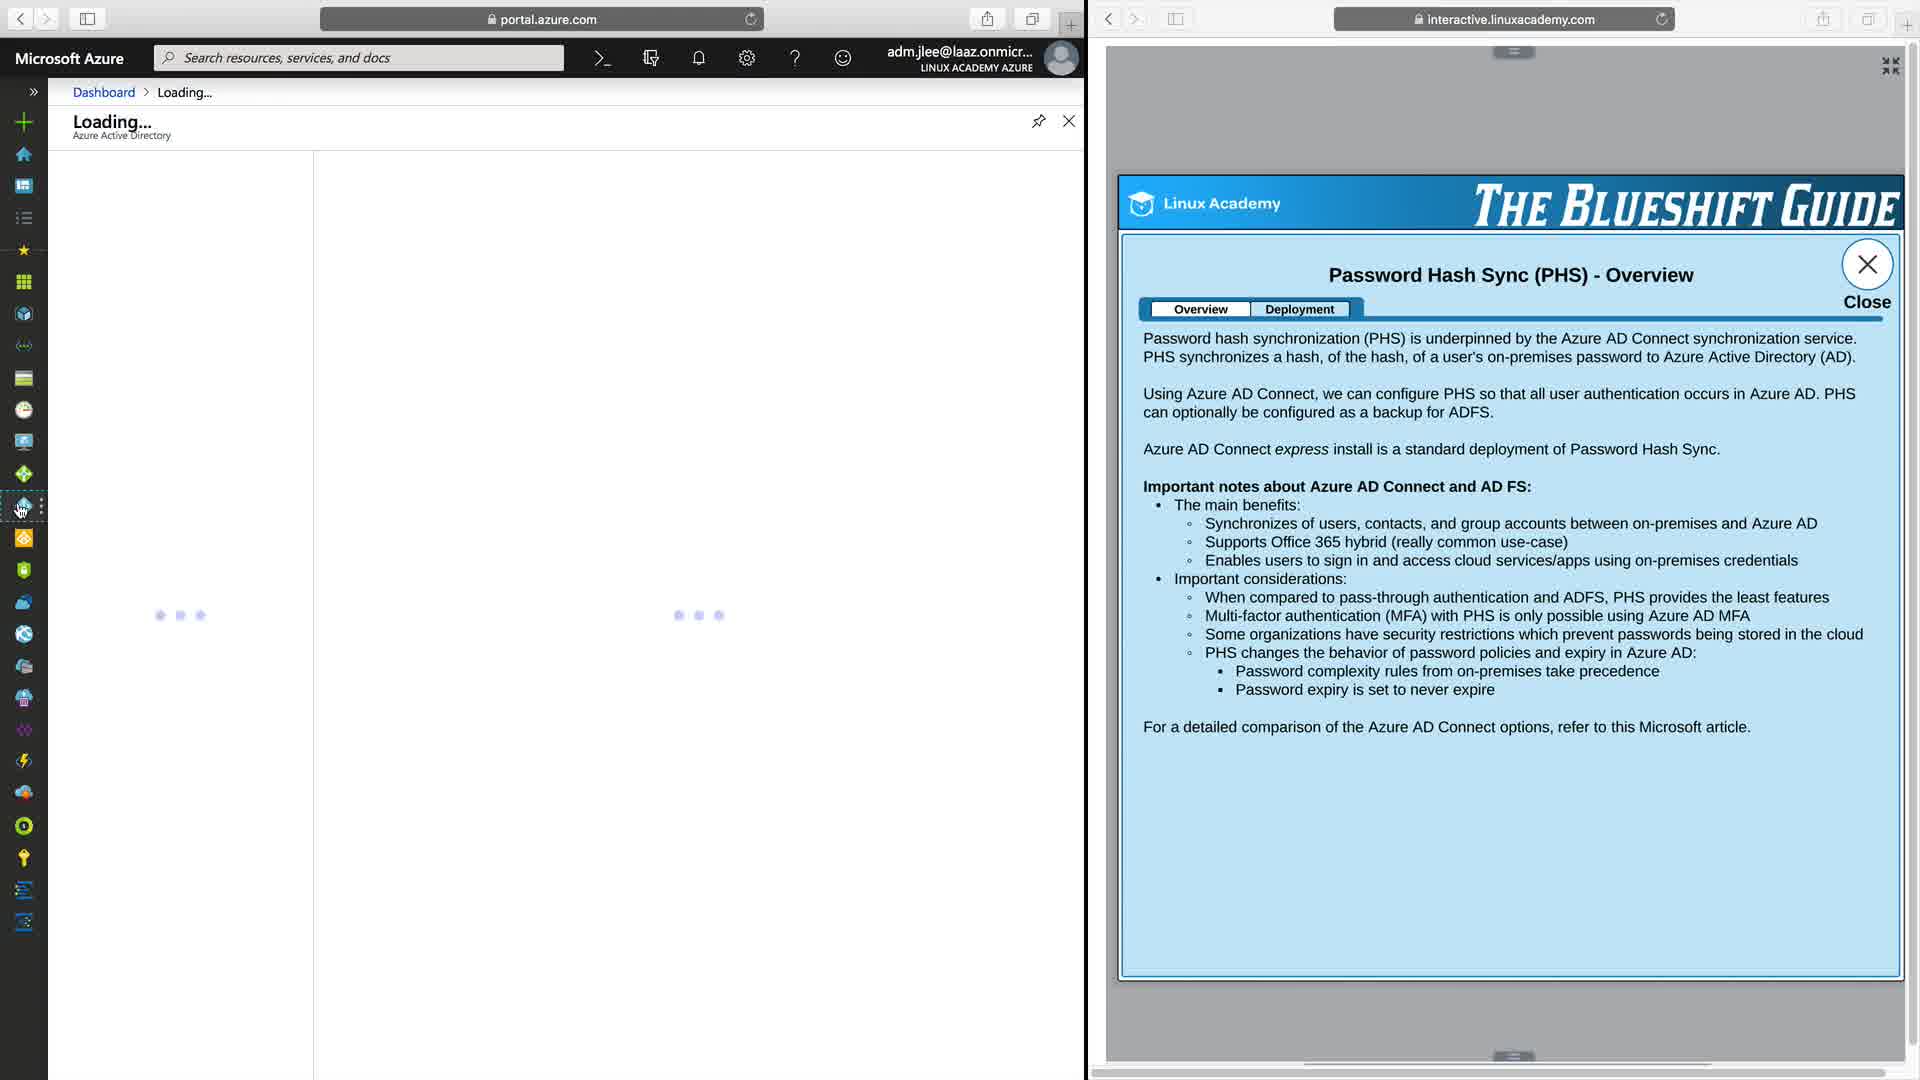 portal.azure.com
Microsoft Azure
Search resources, services, and docs
adm.jlee@laaz.onmicr...
LINUX ACADEMY AZURE
Dashboard > Loading...
Loading...
Azure Active Directory
interactive.linuxacademy.com
Linux Academy
THE BLUESHIFT GUIDE
Password Hash Sync (PHS) - Overview
Close
Overview
Deployment
Password hash synchronization (PHS) is underpinned by the Azure AD Connect synchronization service.
PHS synchronizes a hash, of the hash, of a user's on-premises password to Azure Active Directory (AD).
Using Azure AD Connect, we can configure PHS so that all user authentication occurs in Azure AD. PHS
can optionally be configured as a backup for ADFS.
Azure AD Connect express install is a standard deployment of Password Hash Sync.
Important notes about Azure AD Connect and AD FS:
• The main benefits:
◦ Synchronizes of users, contacts, and group accounts between on-premises and Azure AD
◦ Supports Office 365 hybrid (really common use-case)
◦ Enables users to sign in and access cloud services/apps using on-premises credentials
• Important considerations:
◦ When compared to pass-through authentication and ADFS, PHS provides the least features
◦ Multi-factor authentication (MFA) with PHS is only possible using Azure AD MFA
◦ Some organizations have security restrictions which prevent passwords being stored in the cloud
◦ PHS changes the behavior of password policies and expiry in Azure AD:
▪ Password complexity rules from on-premises take precedence
▪ Password expiry is set to never expire
For a detailed comparison of the Azure AD Connect options, refer to this Microsoft article.